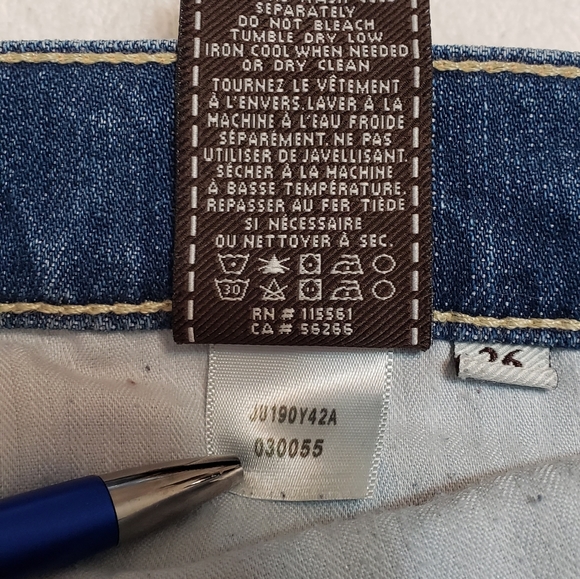 SEPARATELY
DO NOT BLEACH
TUMBLE DRY LOW
IRON COOL WHEN NEEDED
OR DRY CLEAN
TOURNEZ LE VÊTEMENT
À L'ENVERS. LAVER À LA
MACHINE À L'EAU FROIDE
SÉPARÉMENT. NE PAS
UTILISER DE JAVELLISANT.
SÉCHER À LA MACHINE
À BASSE TEMPÉRATURE.
REPASSER AU FER TIÈDE
SI NÉCESSAIRE
OU NETTOYER À SEC.
30
RN # 115561
CA # 56266
26
JU190Y42A
030055